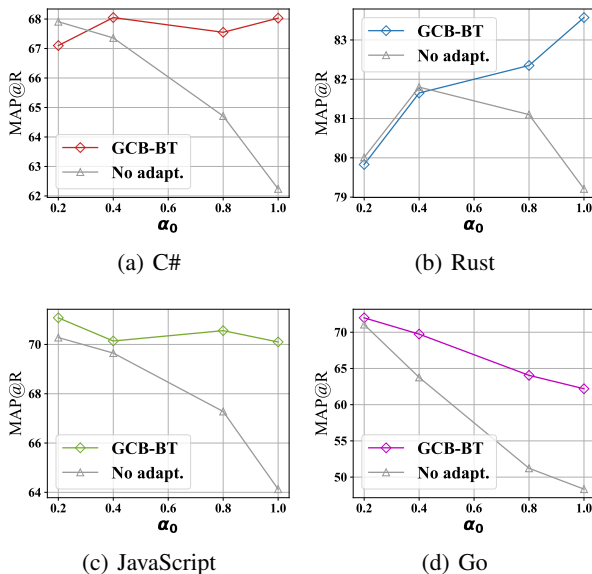 68
67
66
65
64
63
62
MAP@R
GCB-BT
No adapt.
0.2 0.4 0.6 0.8 1.0
α₀
(a) C#
83
82
81
80
79
MAP@R
GCB-BT
No adapt.
0.2 0.4 0.6 0.8 1.0
α₀
(b) Rust
70
68
66
64
MAP@R
GCB-BT
No adapt.
0.2 0.4 0.6 0.8 1.0
α₀
(c) JavaScript
70
65
60
55
50
MAP@R
GCB-BT
No adapt.
0.2 0.4 0.6 0.8 1.0
α₀
(d) Go